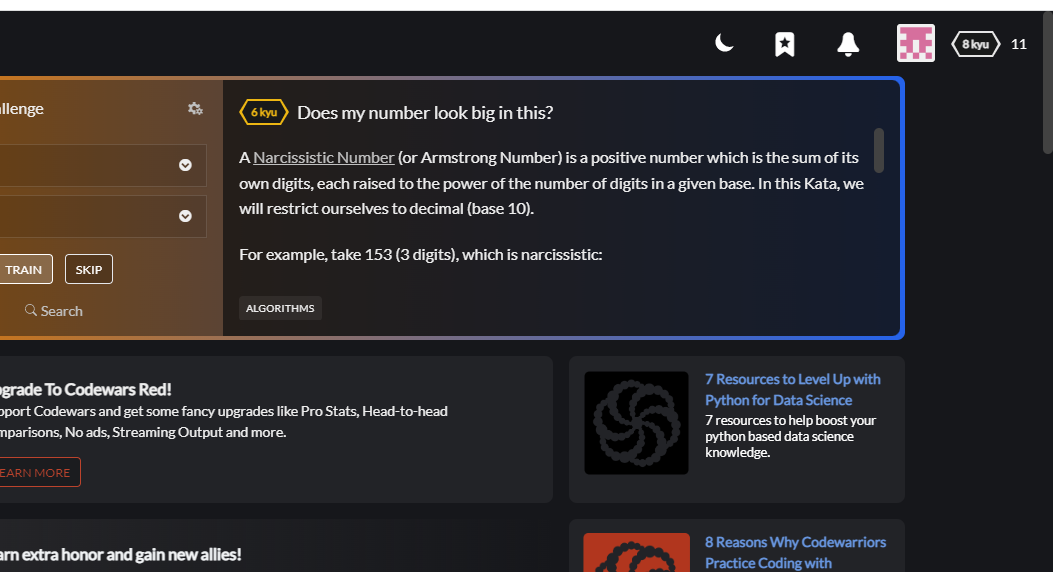 8 kyu
11
llenge
6 kyu
Does my number look big in this?
A Narcissistic Number (or Armstrong Number) is a positive number which is the sum of its
own digits, each raised to the power of the number of digits in a given base. In this Kata, we
will restrict ourselves to decimal (base 10).
For example, take 153 (3 digits), which is narcissistic:
TRAIN
SKIP
Search
ALGORITHMS
pgrade To Codewars Red!
pport Codewars and get some fancy upgrades like Pro Stats, Head-to-head
mparisons, No ads, Streaming Output and more.
EARN MORE
7 Resources to Level Up with
Python for Data Science
7 resources to help boost your
python based data science
knowledge.
arn extra honor and gain new allies!
8 Reasons Why Codewarriors
Practice Coding with